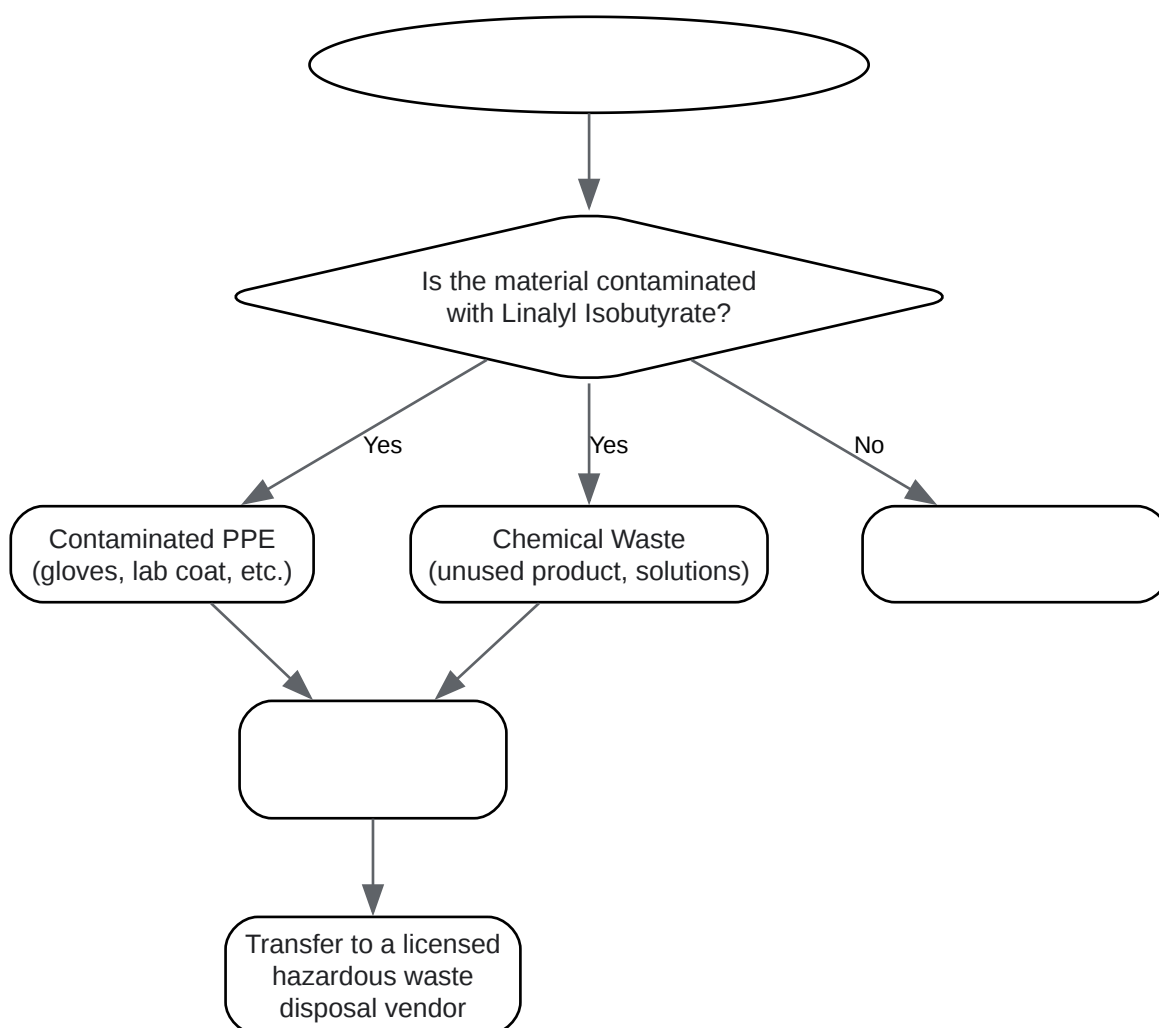 Is the material contaminated
with Linalyl Isobutyrate?
Yes
Yes
No
Contaminated PPE
(gloves, lab coat, etc.)
Chemical Waste
(unused product, solutions)
Transfer to a licensed
hazardous waste
disposal vendor